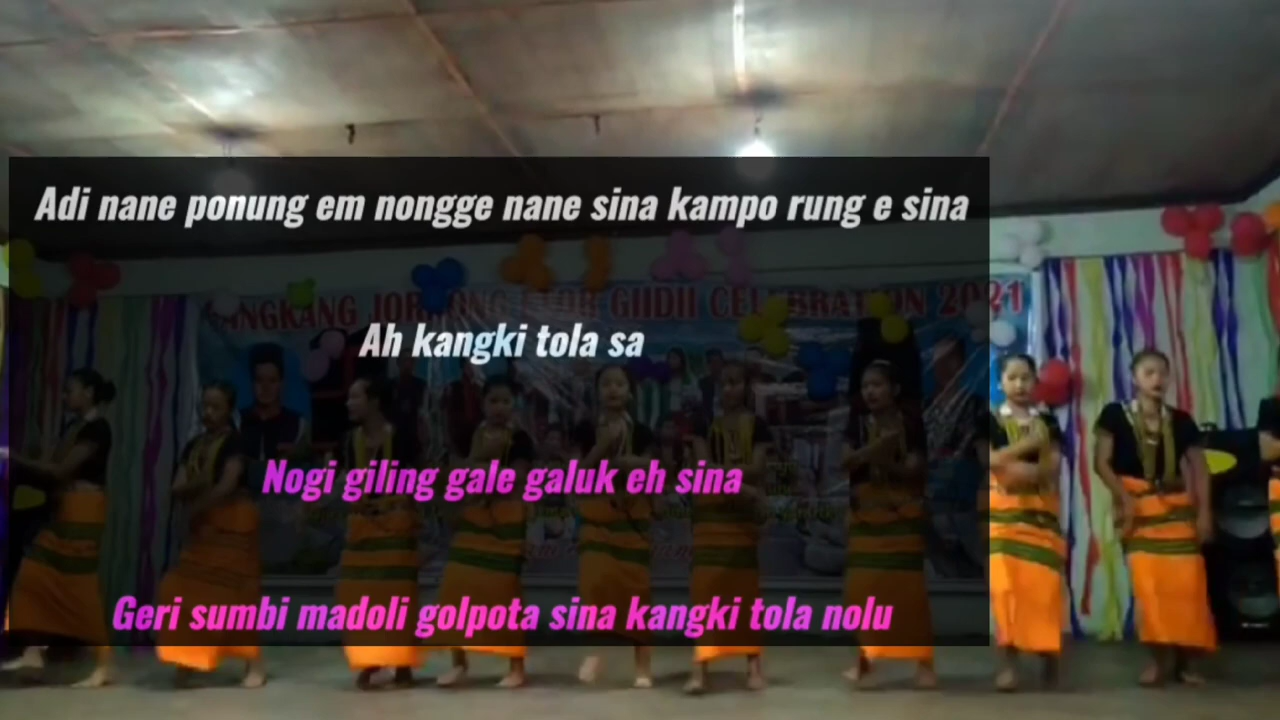 Adi nane ponung em nongge nane sina kampo rung e sina
Ah kangki tola sa
Nogi giling gale galuk eh sina
Geri sumbi madoli golpota sina kangki tola nolu
2021